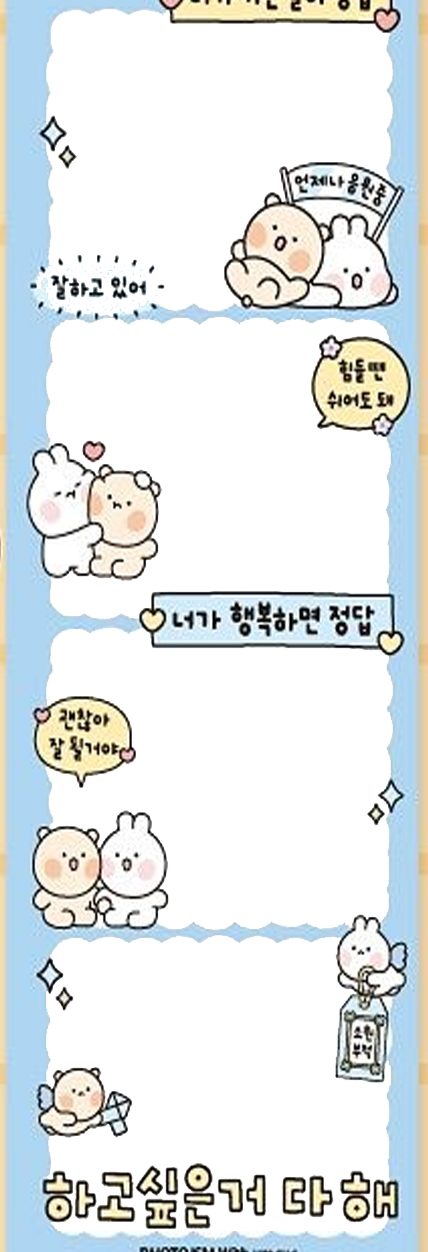 언제나 응원중
잘하고 있어
힘들땐
쉬어도 돼
너가 행복하면 정답
괜찮아
잘 될거야
소원
부적
하고싶은거 다 해